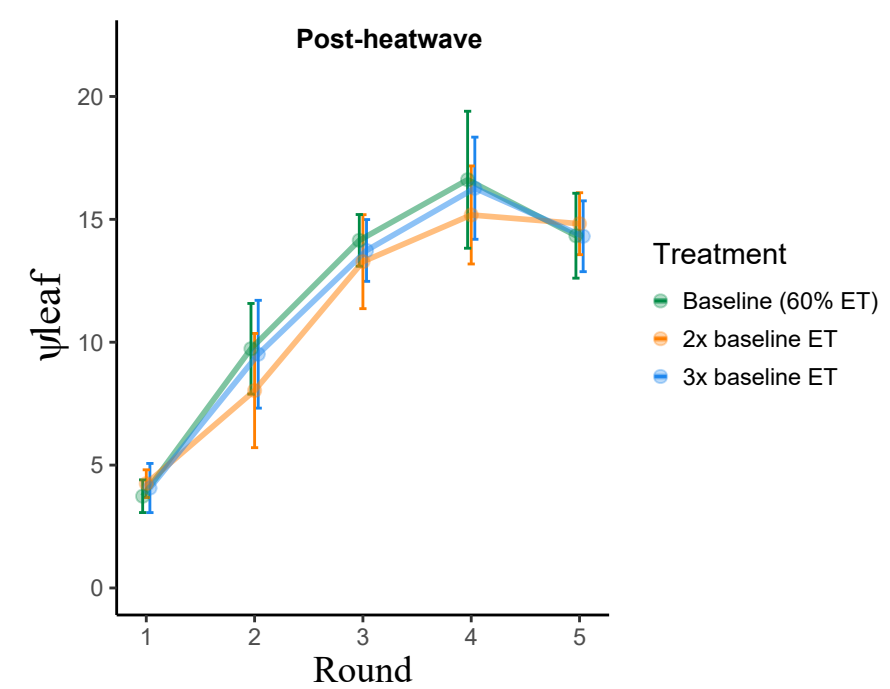 Post-heatwave
20
15
10
5
0
ψleaf
1 2 3 4 5
Round
Treatment
Baseline (60% ET)
2x baseline ET
3x baseline ET